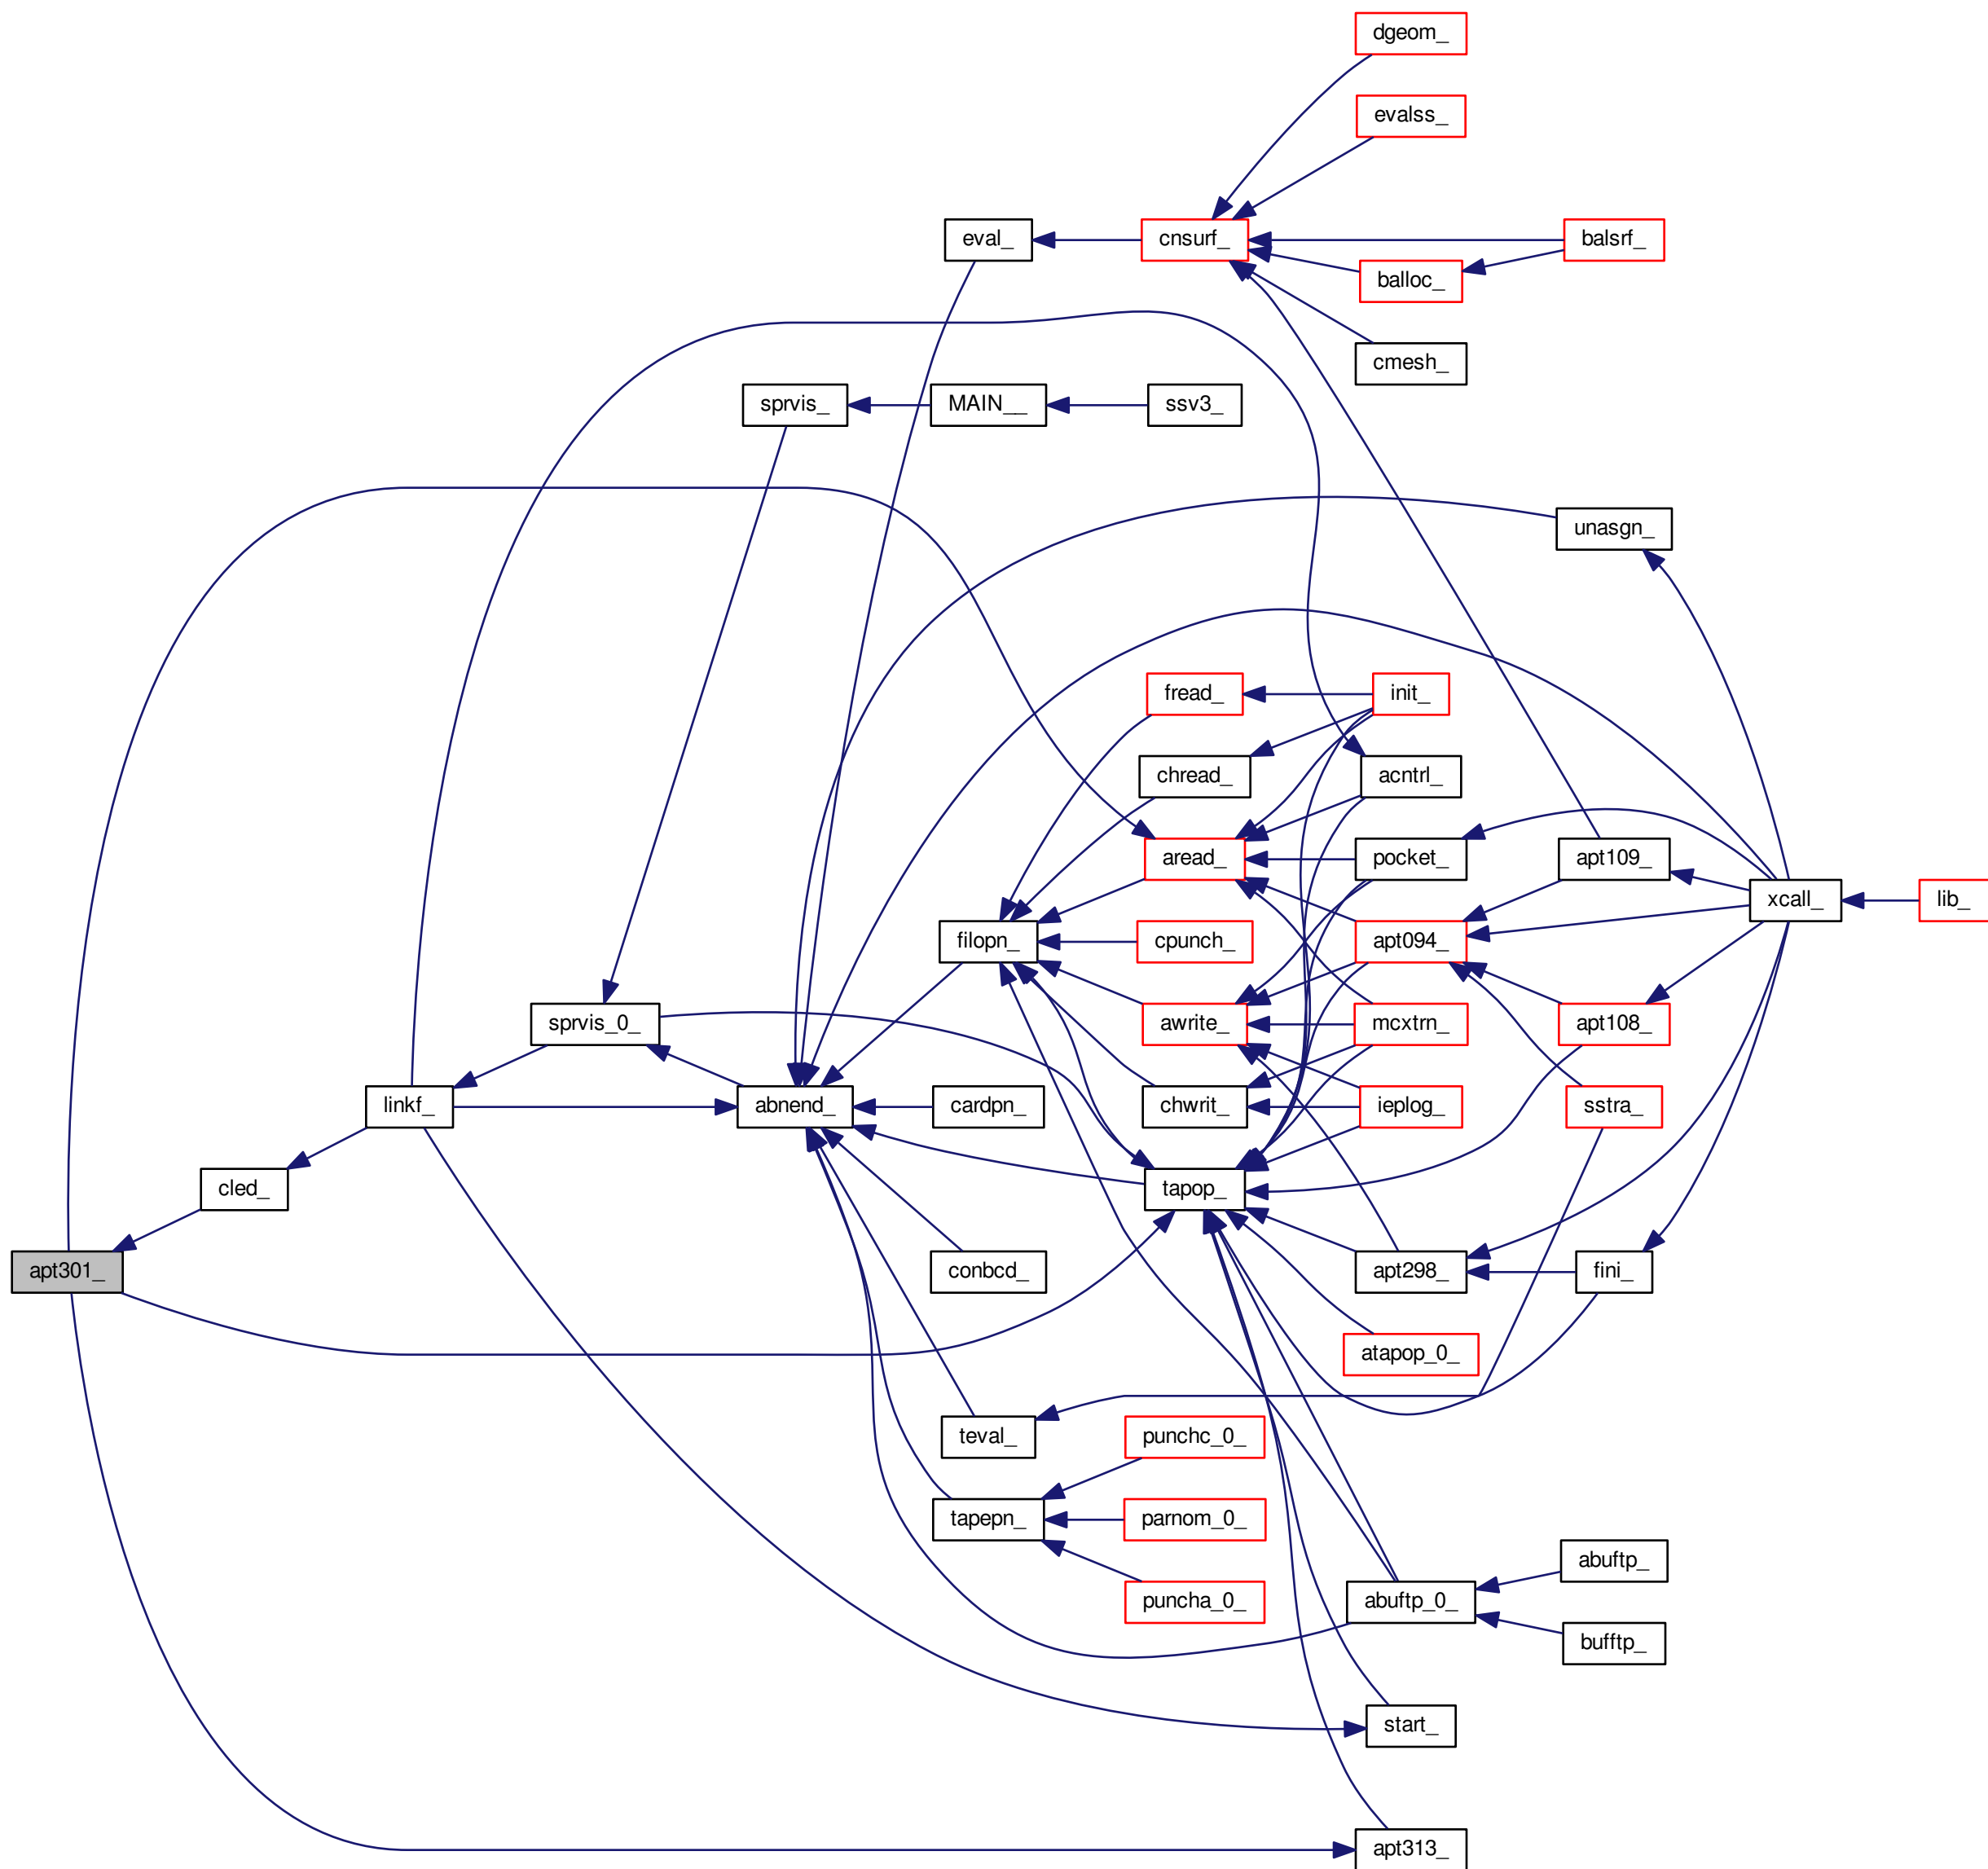 dgeom_
evalss_
eval_
cnsurf_
balsrf_
balloc_
cmesh_
sprvis_
MAIN__
ssv3_
unasgn_
fread_
init_
chread_
acntrl_
aread_
pocket_
apt109_
xcall_
lib_
filopn_
cpunch_
apt094_
sprvis_0_
awrite_
mcxtrn_
apt108_
linkf_
abnend_
cardpn_
chwrit_
ieplog_
sstra_
cled_
tapop_
apt301_
conbcd_
apt298_
fini_
atapop_0_
teval_
punchc_0_
tapepn_
parnom_0_
abuftp_
puncha_0_
abuftp_0_
bufftp_
start_
apt313_